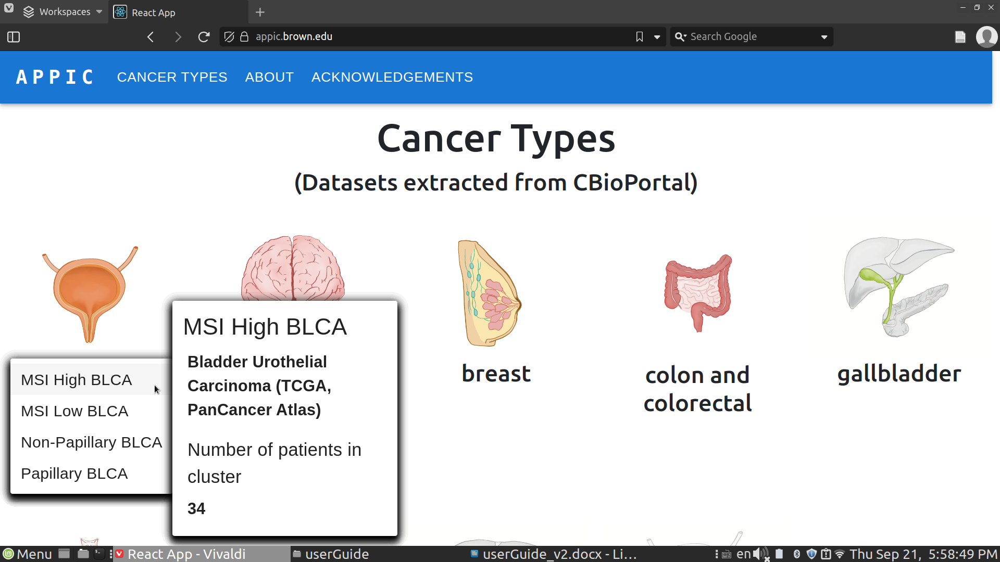 Workspaces
React App
appic.brown.edu
Search Google
APPIC
CANCER TYPES
ABOUT
ACKNOWLEDGEMENTS
Cancer Types
(Datasets extracted from CBioPortal)
MSI High BLCA
MSI Low BLCA
Non-Papillary BLCA
Papillary BLCA
MSI High BLCA
Bladder Urothelial
Carcinoma (TCGA,
PanCancer Atlas)
Number of patients in
cluster
34
breast
colon and
colorectal
gallbladder
Menu
React App - Vivaldi
userGuide
userGuide_v2.docx - Li...
en
Thu Sep 21, 5:58:49 PM